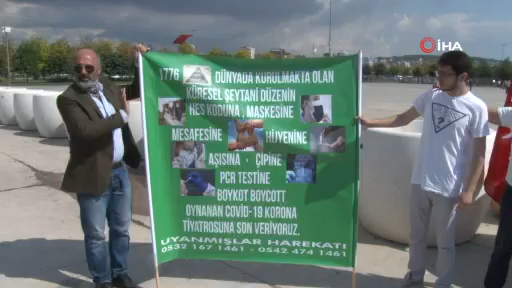 İHA
1776 DÜNYADA KURULMAKTA OLAN
KÜRESEL ŞEYTANİ DÜZENİN
HES KODUNA, MASKESİNE
MESAFESİNE HİJYENİNE
AŞISINA - ÇİPİNE
PCR TESTİNE
BOYKOT BOYCOTT
OYNANAN COVİD-19 KORONA
TİYATROSUNA SON VERİYORUZ.
UYANMIŞLAR HAREKATI
0532 167 1461 - 0542 474 1461
?